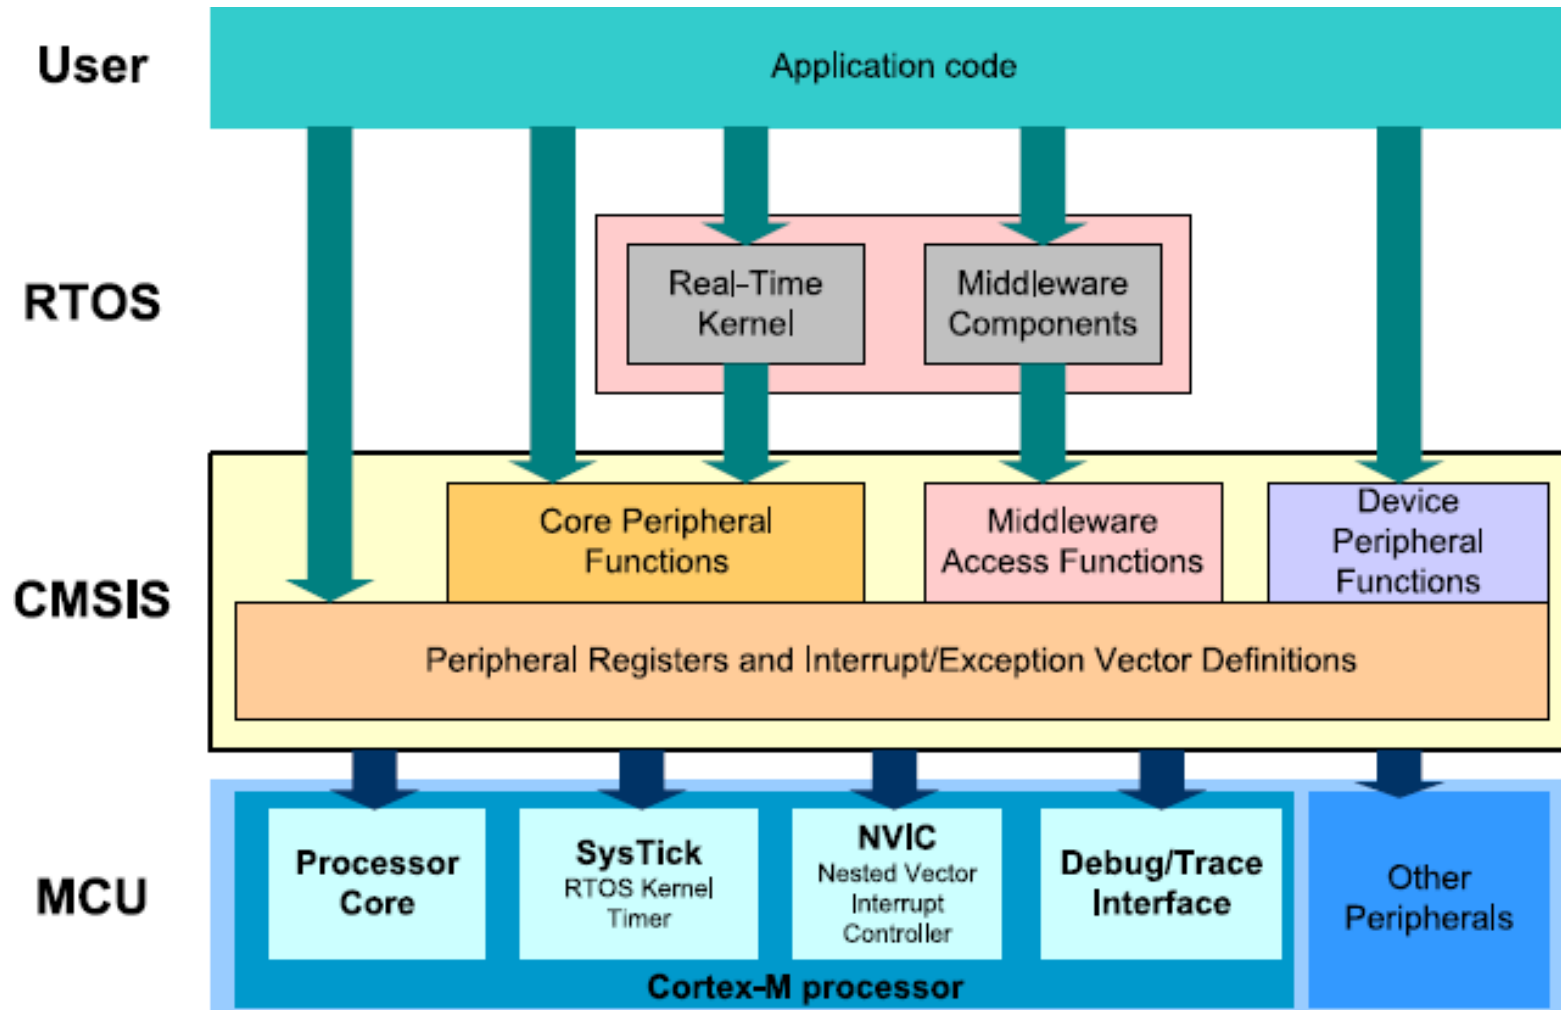 User
Application code
RTOS
Real-Time
Kernel
Middleware
Components
CMSIS
Core Peripheral
Functions
Middleware
Access Functions
Device
Peripheral
Functions
Peripheral Registers and Interrupt/Exception Vector Definitions
MCU
Processor
Core
SysTick
RTOS Kernel
Timer
NVIC
Nested Vector
Interrupt
Controller
Debug/Trace
Interface
Other
Peripherals
Cortex-M processor